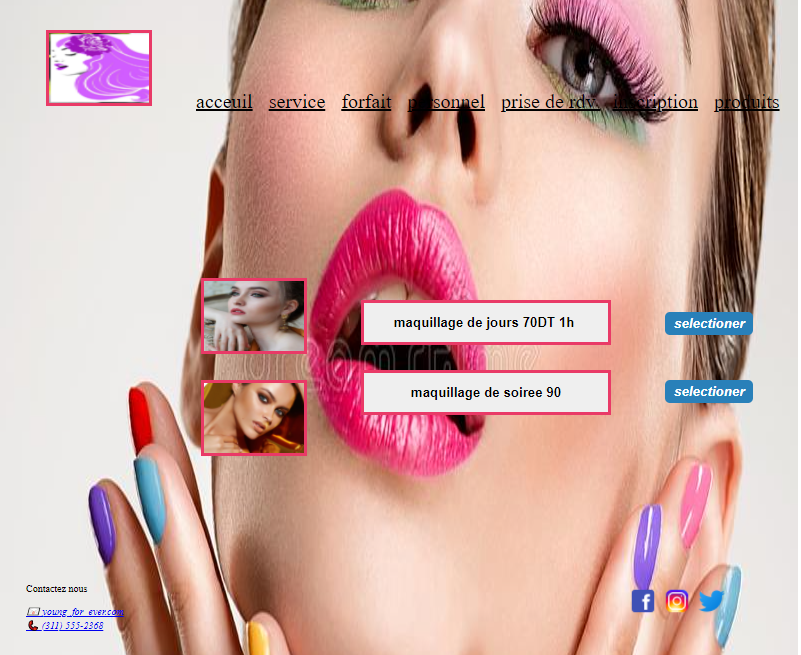 acceuil service forfait personnel prise de rdv. inscription produits
maquillage de jours 70DT 1h
selectioner
maquillage de soiree 90
selectioner
Contactez nous
young_for_ever.com
(311) 555-2368